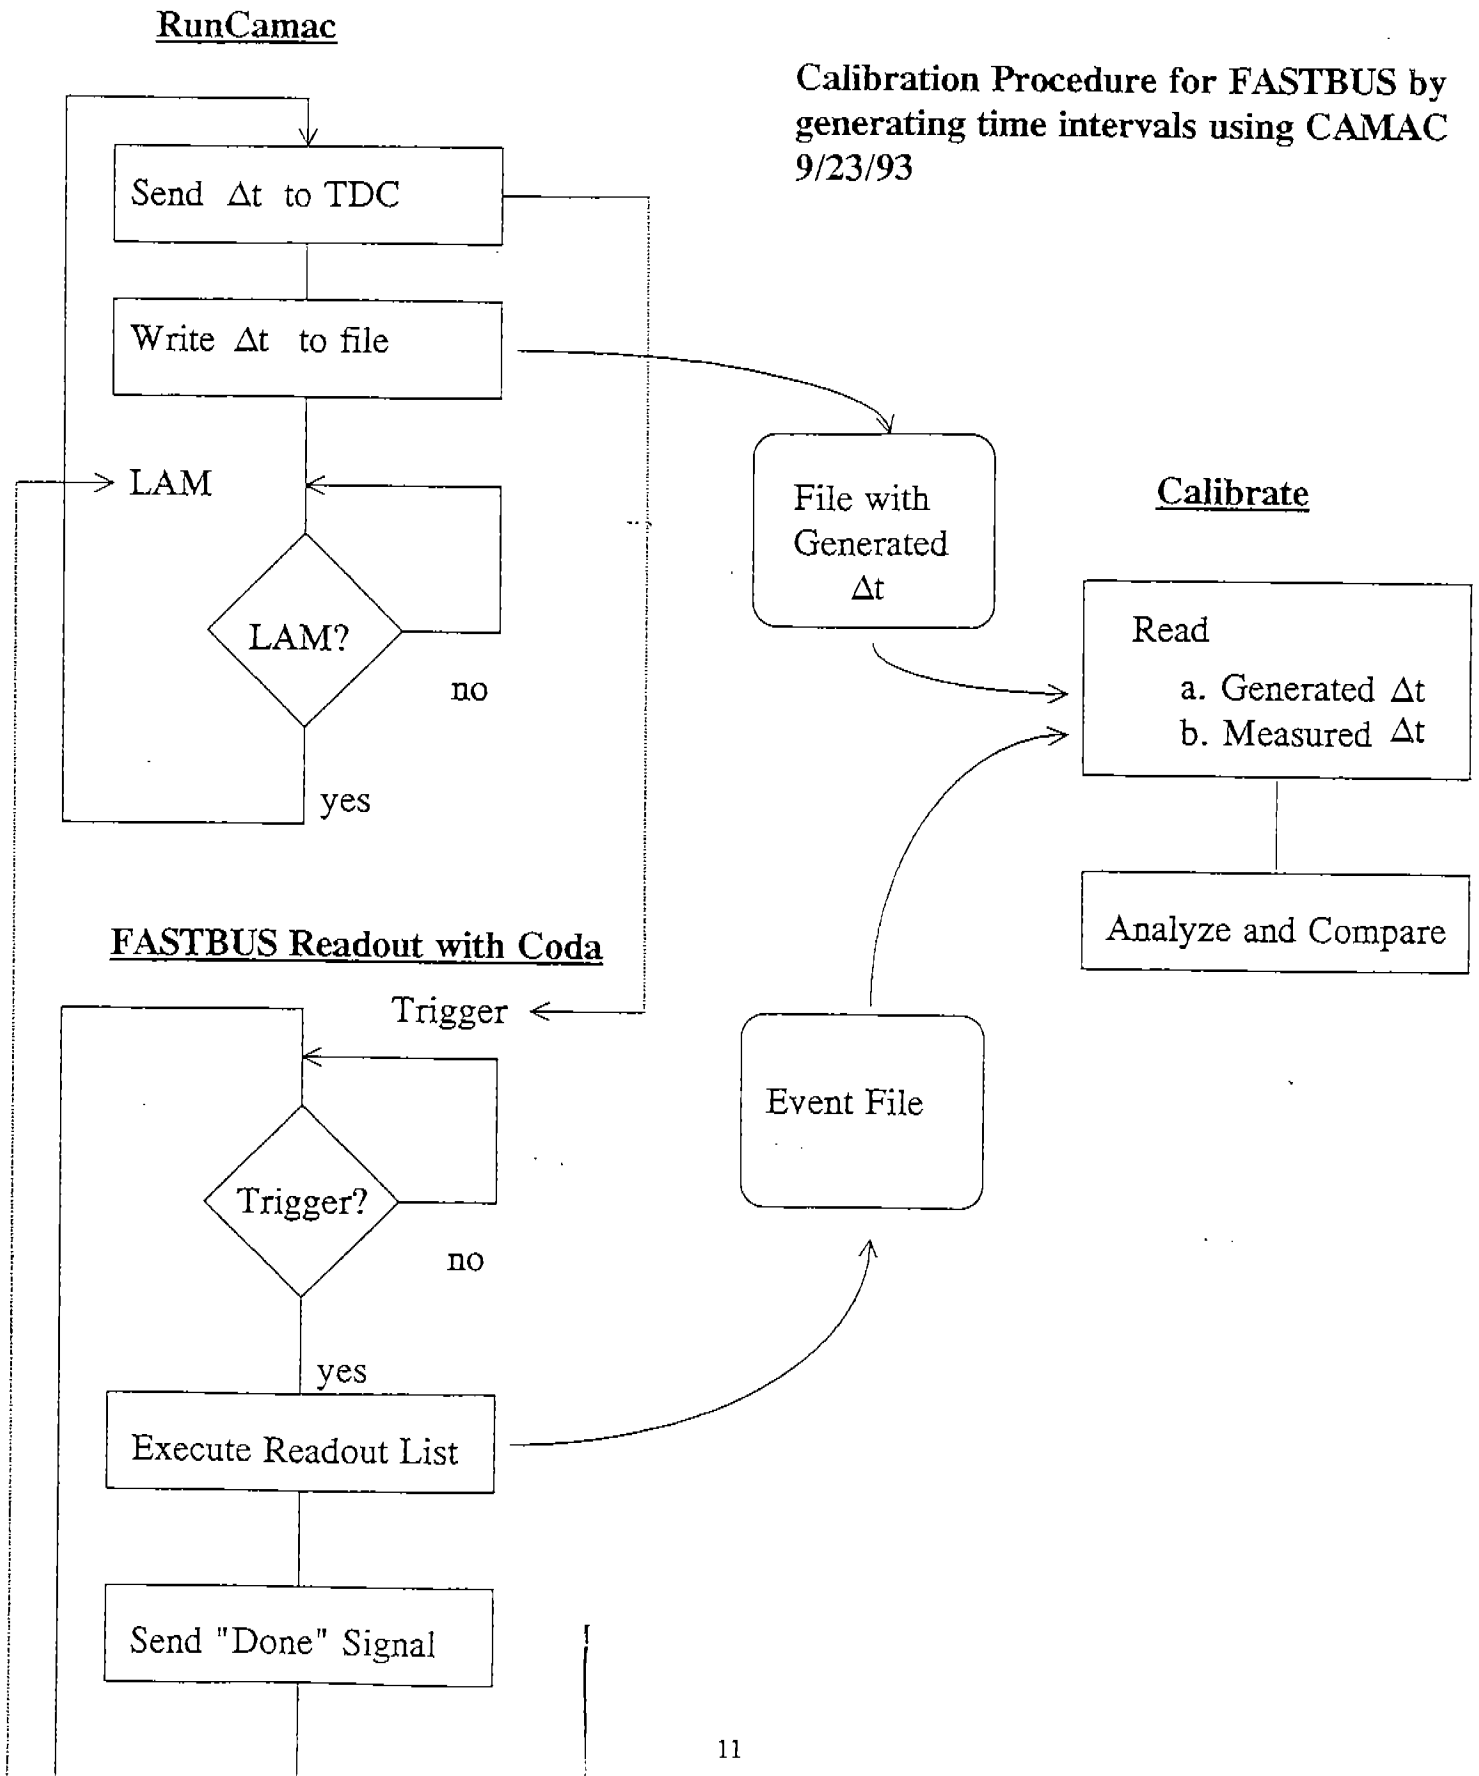 RunCamac
Calibration Procedure for FASTBUS by
generating time intervals using CAMAC
9/23/93
Send Δt to TDC
Write Δt to file
LAM
LAM?
no
yes
File with
Generated
Δt
Calibrate
Read
a. Generated Δt
b. Measured Δt
Analyze and Compare
FASTBUS Readout with Coda
Trigger
Trigger?
no
yes
Event File
Execute Readout List
Send "Done" Signal
11